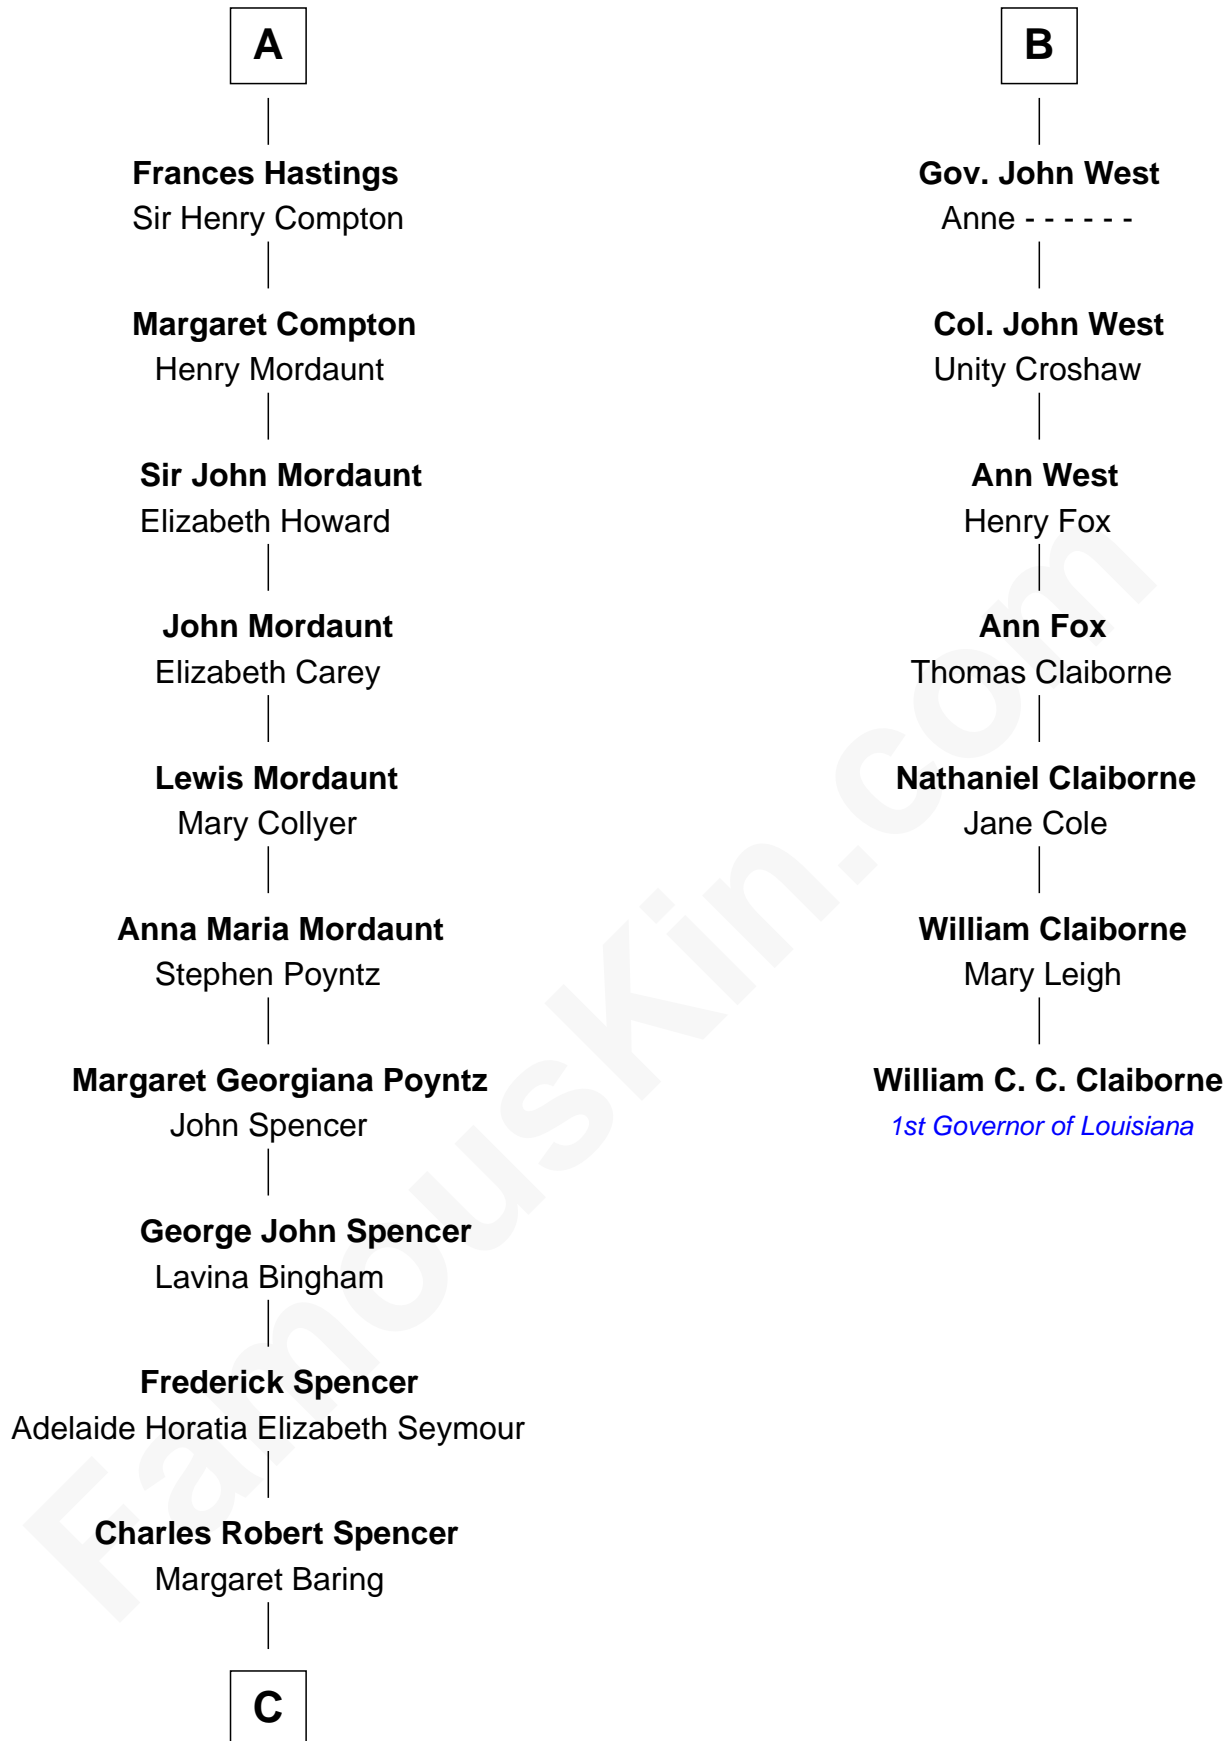 A
Frances Hastings
Sir Henry Compton
Margaret Compton
Henry Mordaunt
Sir John Mordaunt
Elizabeth Howard
John Mordaunt
Elizabeth Carey
Lewis Mordaunt
Mary Collyer
Anna Maria Mordaunt
Stephen Poyntz
Margaret Georgiana Poyntz
John Spencer
George John Spencer
Lavina Bingham
Frederick Spencer
Adelaide Horatia Elizabeth Seymour
Charles Robert Spencer
Margaret Baring
C
B
Gov. John West
Anne - - - - - -
Col. John West
Unity Croshaw
Ann West
Henry Fox
Ann Fox
Thomas Claiborne
Nathaniel Claiborne
Jane Cole
William Claiborne
Mary Leigh
William C. C. Claiborne
1st Governor of Louisiana
FamousKin.com